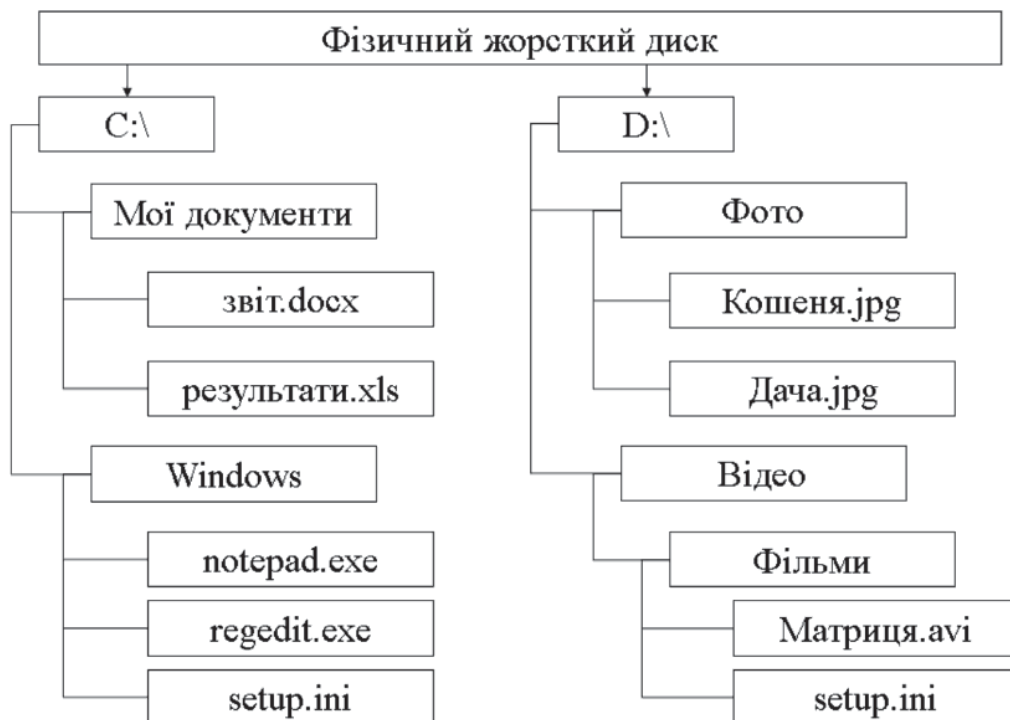 Фізичний жорсткий диск
C:\
Мої документи
звіт.docx
результати.xls
Windows
notepad.exe
regedit.exe
setup.ini
D:\
Фото
Кошеня.jpg
Дача.jpg
Відео
Фільми
Матриця.avi
setup.ini